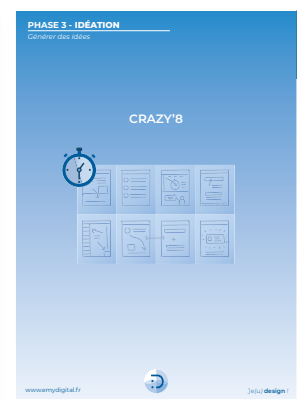 PHASE 3 - IDÉATION
Générer des idées
CRAZY'8
www.emydigital.fr
:D
design !